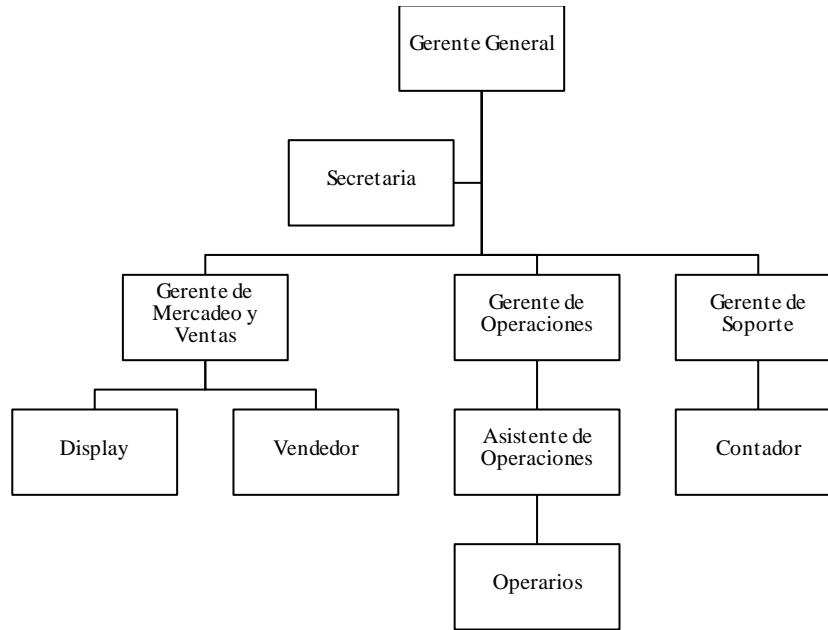 Gerente General
Secretaria
Gerente de
Mercadeo y
Ventas
Gerente de
Operaciones
Gerente de
Soporte
Display
Vendedor
Asistente de
Operaciones
Contador
Operarios